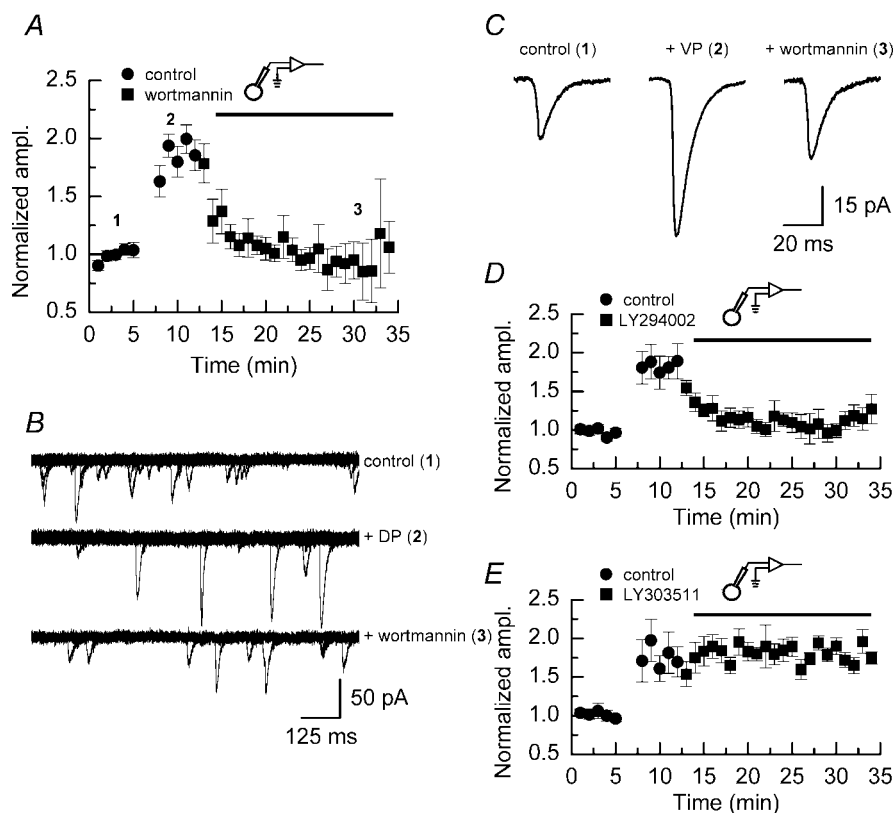 A
control
wortmannin
1
2
3
Normalized ampl.
2.5
2.0
1.5
1.0
0.5
0 5 10 15 20 25 30 35
Time (min)
B
control (1)
+ DP (2)
+ wortmannin (3)
50 pA
125 ms
C
control (1) + VP (2) + wortmannin (3)
15 pA
20 ms
D
control
LY294002
Normalized ampl.
2.5
2.0
1.5
1.0
0.5
0 5 10 15 20 25 30 35
Time (min)
E
control
LY303511
Normalized ampl.
2.5
2.0
1.5
1.0
0.5
0 5 10 15 20 25 30 35
Time (min)